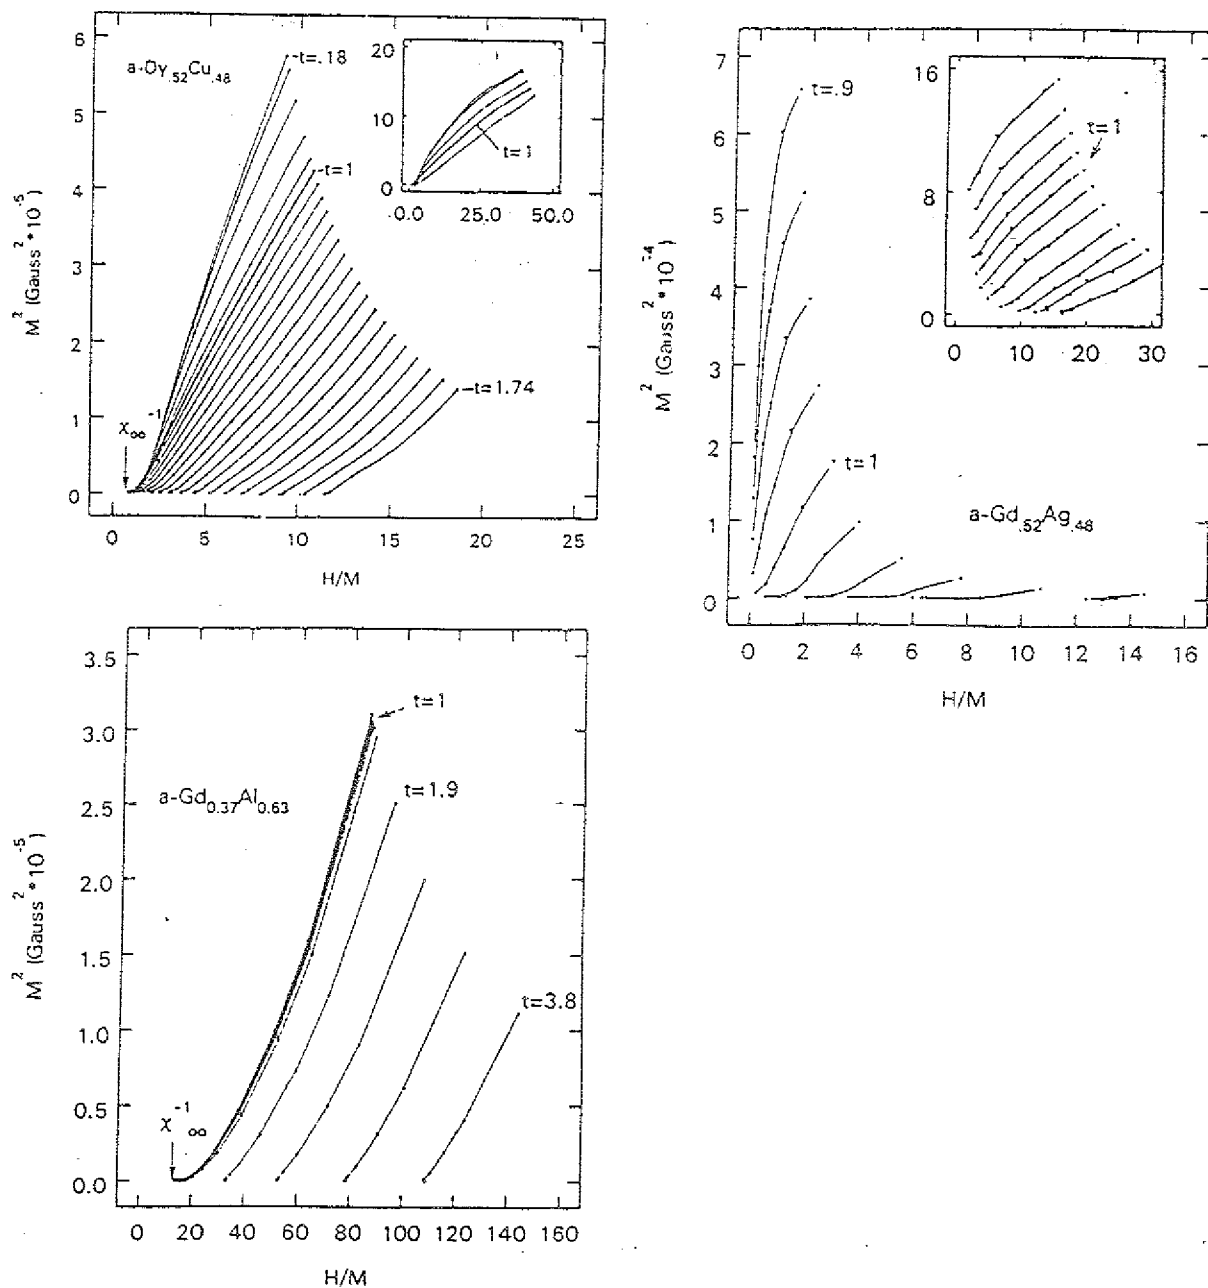 a-Dy.52Cu.48
6
5
4
3
2
1
0
M² (Gauss² * 10⁻⁵)
t=.18
t=1
t=1.74
χ∞⁻¹
0 5 10 15 20 25
H/M
20
10
0
t=1
0.0 25.0 50.0
7
6
5
4
3
2
1
0
M² (Gauss² * 10⁻⁴)
t=.9
t=1
a-Gd.52Ag.48
0 2 4 6 8 10 12 14 16
H/M
16
8
0
t=1
0 10 20 30
3.5
3.0
2.5
2.0
1.5
1.0
0.5
0.0
M² (Gauss² * 10⁻⁵)
a-Gd0.37Al0.63
t=1
t=1.9
t=3.8
χ⁻¹∞
0 20 40 60 80 100 120 140 160
H/M